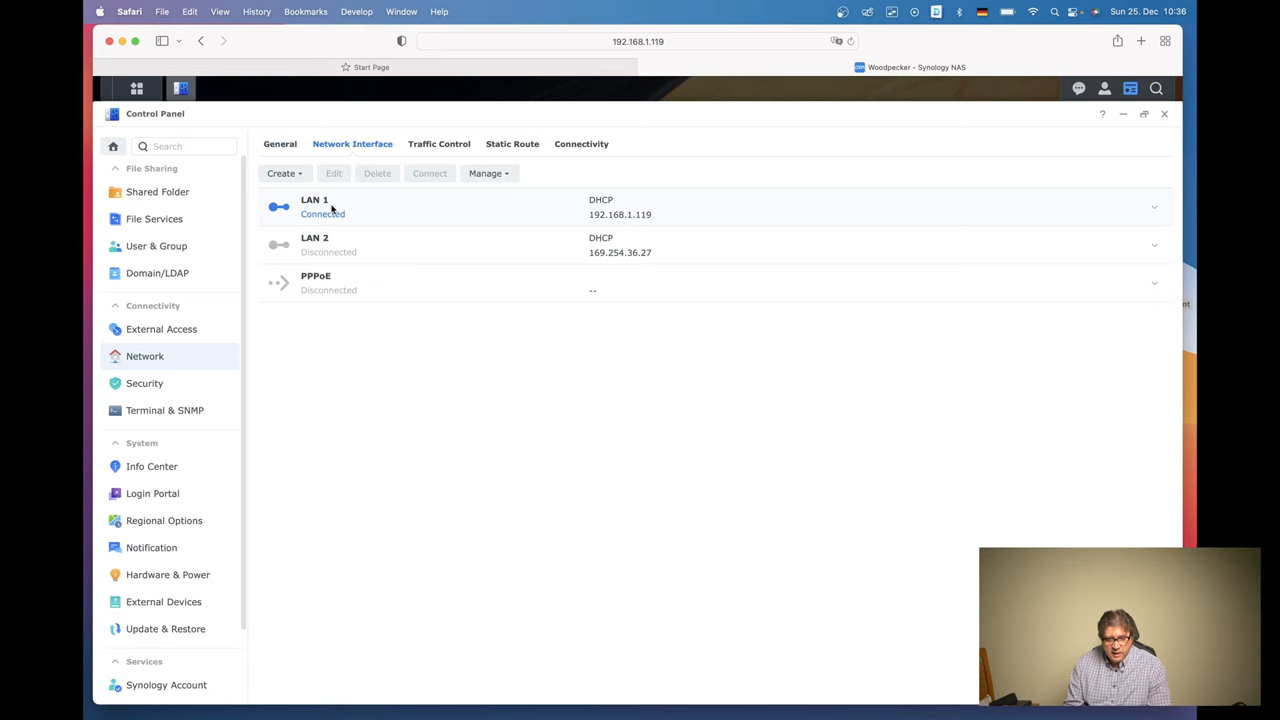 Safari File Edit View History Bookmarks Develop Window Help Sun 25. Dec 10:36
192.168.1.119
Start Page
Woodpecker - Synology NAS
Control Panel
Search
File Sharing
Shared Folder
File Services
User & Group
Domain/LDAP
Connectivity
External Access
Network
Security
Terminal & SNMP
System
Info Center
Login Portal
Regional Options
Notification
Hardware & Power
External Devices
Update & Restore
Services
Synology Account
General Network Interface Traffic Control Static Route Connectivity
Create Edit Delete Connect Manage
LAN 1 DHCP
Connected 192.168.1.119
LAN 2 DHCP
Disconnected 169.254.36.27
PPPoE
Disconnected --